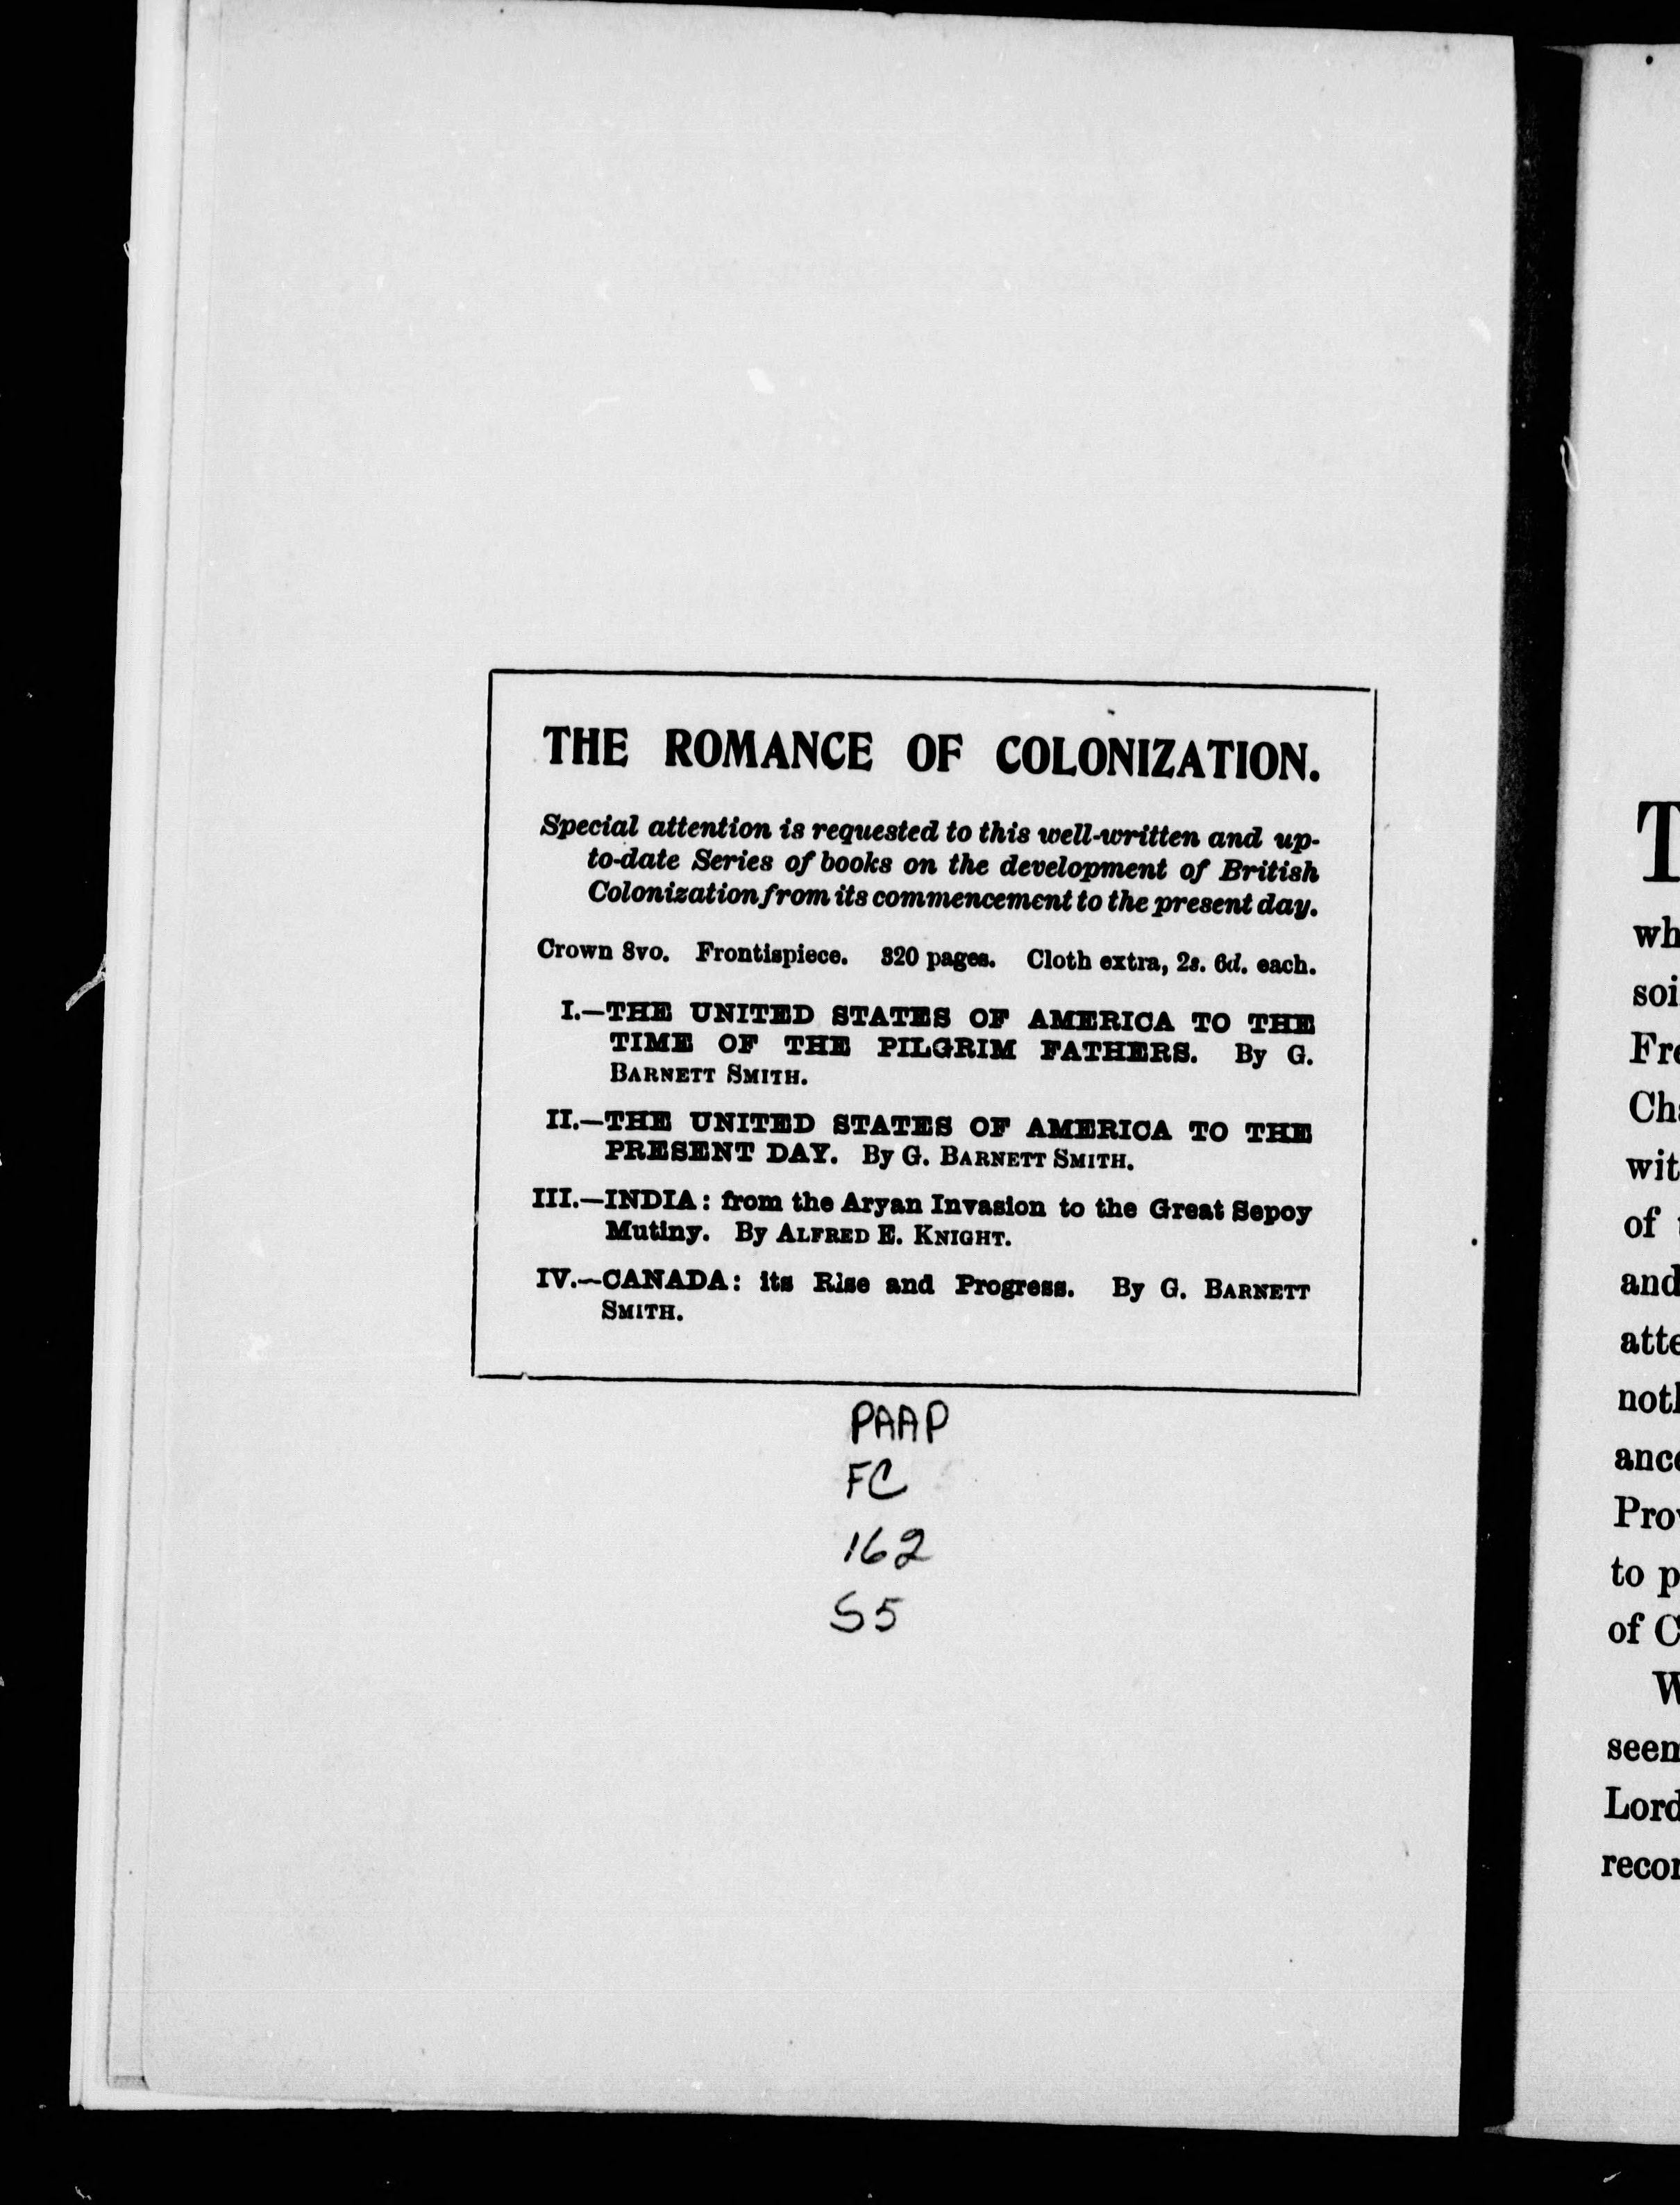 THE ROMANCE OF COLONIZATION.
Special attention is requested to this well-written and up-
to-date Series of books on the development of British
Colonization from its commencement to the present day.
Crown 8vo. Frontispiece. 320 pages. Cloth extra, 2s. 6d. each.
I.—THE UNITED STATES OF AMERICA TO THE
TIME OF THE PILGRIM FATHERS. By G.
BARNETT SMITH.
II.—THE UNITED STATES OF AMERICA TO THE
PRESENT DAY. By G. BARNETT SMITH.
III.—INDIA: from the Aryan Invasion to the Great Sepoy
Mutiny. By ALFRED E. KNIGHT.
IV.—CANADA: its Rise and Progress. By G. BARNETT
SMITH.
PAAP
FC
162
S5
T
wh
soi
Fre
Cha
wit
of
and
atte
noth
ance
Prov
to p
of C
W
seem
Lord
recor